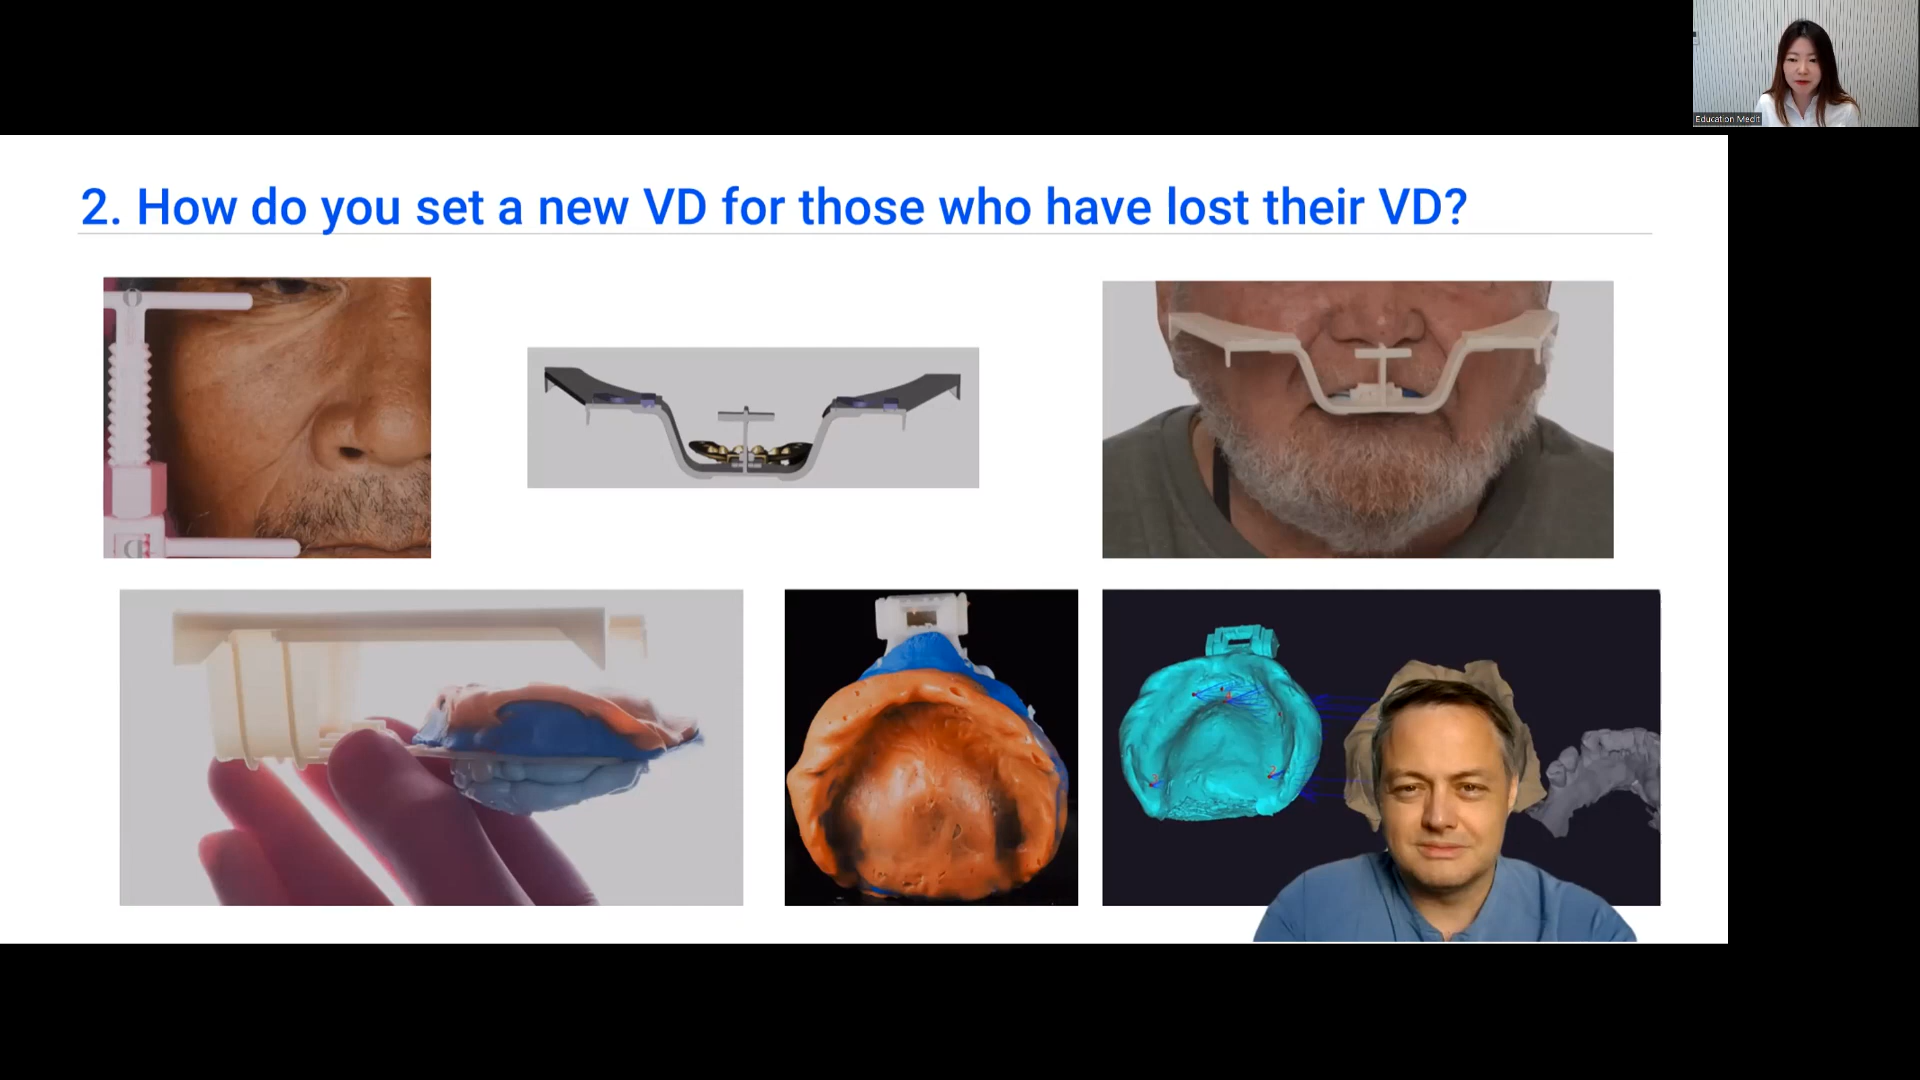 Education Medit
2. How do you set a new VD for those who have lost their VD?